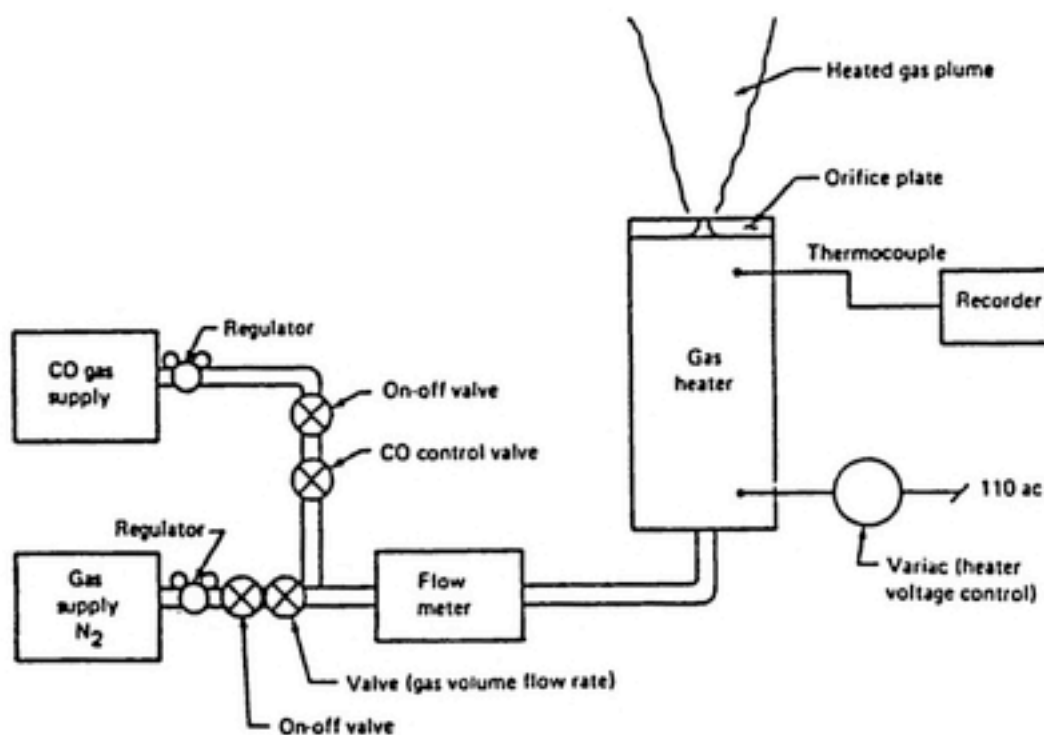 Heated gas plume
Orifice plate
Thermocouple
Recorder
Regulator
CO gas
supply
Gas
heater
On-off valve
CO control valve
110 ac
Regulator
Gas
supply
N2
Flow
meter
Variac (heater
voltage control)
Valve (gas volume flow rate)
On-off valve